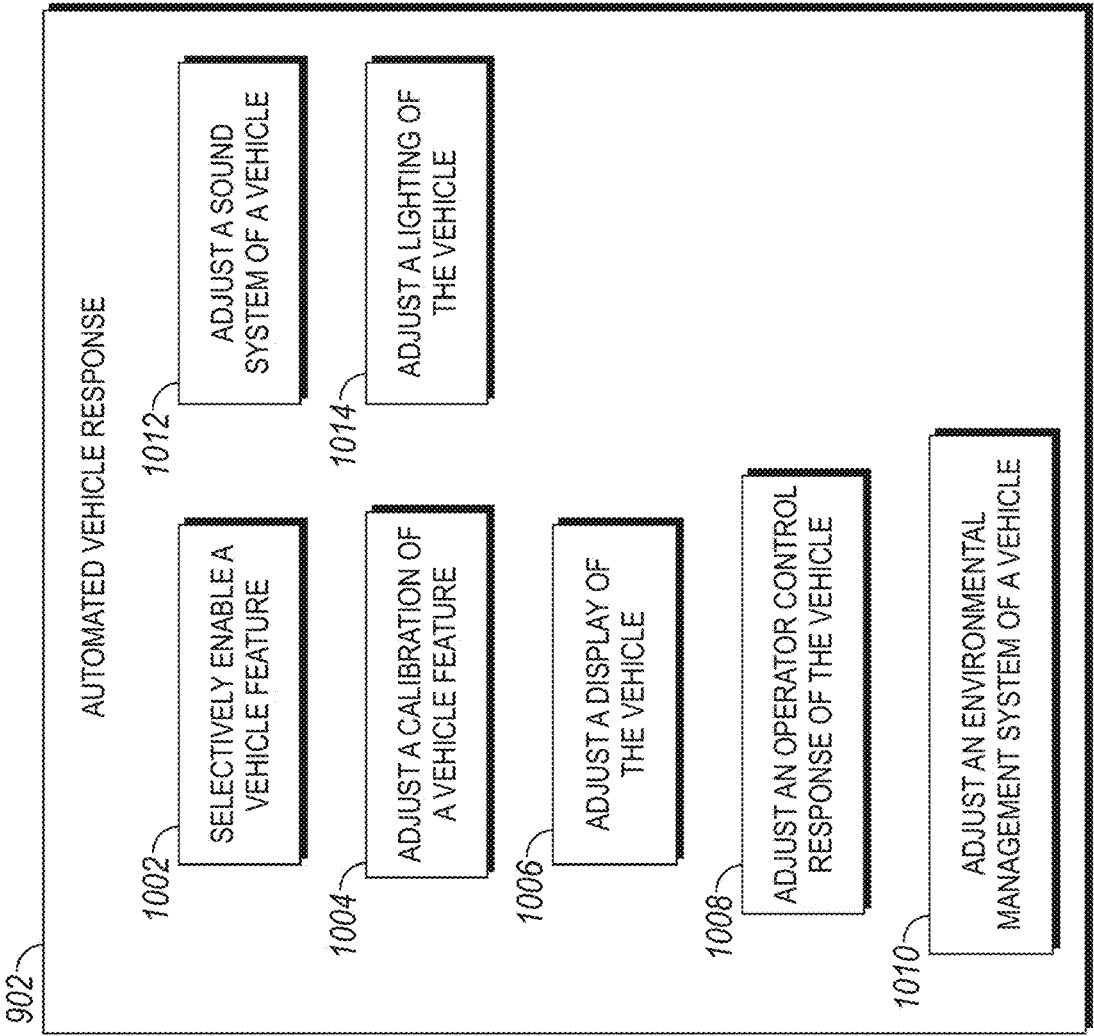 902
AUTOMATED VEHICLE RESPONSE
1002
SELECTIVELY ENABLE A
VEHICLE FEATURE
1004
ADJUST A CALIBRATION OF
A VEHICLE FEATURE
1006
ADJUST A DISPLAY OF
THE VEHICLE
1008
ADJUST AN OPERATOR CONTROL
RESPONSE OF THE VEHICLE
1010
ADJUST AN ENVIRONMENTAL
MANAGEMENT SYSTEM OF A VEHICLE
1012
ADJUST A SOUND
SYSTEM OF A VEHICLE
1014
ADJUST A LIGHTING OF
THE VEHICLE